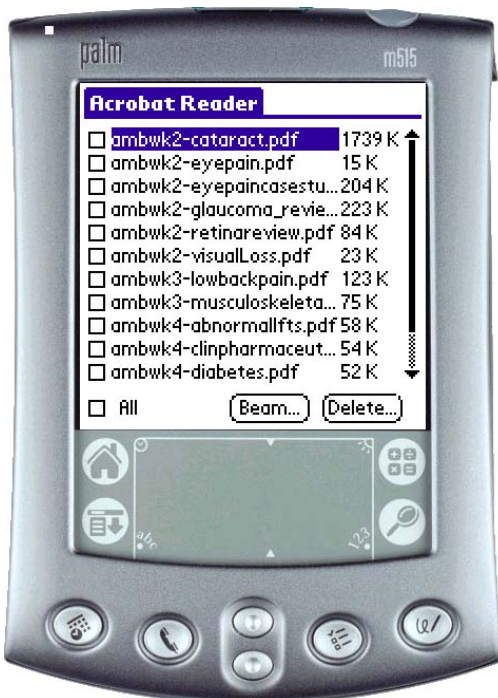 palm m515
Acrobat Reader
ambwk2-cataract.pdf 1739 K
ambwk2-eyepain.pdf 15 K
ambwk2-eyepaincasestu... 204 K
ambwk2-glaucoma_revie... 223 K
ambwk2-retinareview.pdf 84 K
ambwk2-visualLoss.pdf 23 K
ambwk3-lowbackpain.pdf 123 K
ambwk3-musculoskeleta... 75 K
ambwk4-abnormallfts.pdf 58 K
ambwk4-clinpharmaceut... 54 K
ambwk4-diabetes.pdf 52 K
All Beam... Delete...
abc 123